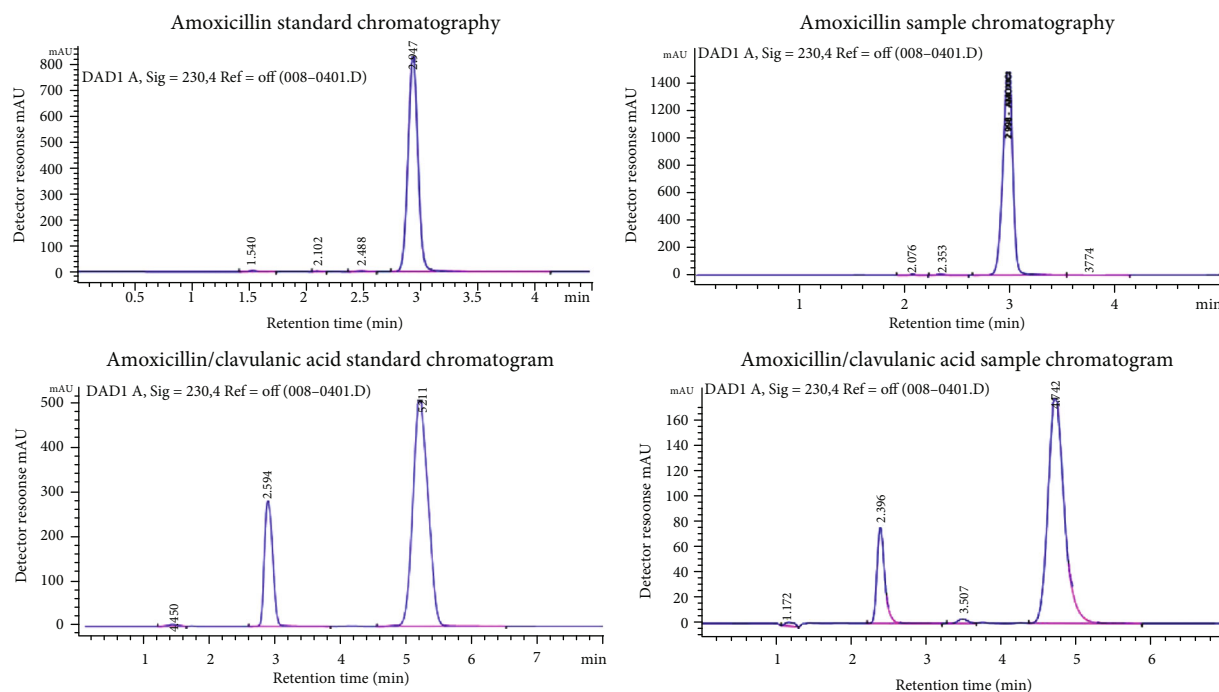 Amoxicillin standard chromatography
mAU
DAD1 A, Sig = 230,4 Ref = off (008–0401.D)
2.947
800
700
600
500
400
300
200
100
0
Detector resoonse mAU
1.540
2.102
2.488
0.5 1 1.5 2 2.5 3 3.5 4 min
Retention time (min)
Amoxicillin sample chromatography
mAU
DAD1 A, Sig = 230,4 Ref = off (008–0401.D)
1400
1200
1000
800
600
400
200
0
Detector resoonse mAU
2.076
2.353
3774
1 2 3 4 min
Retention time (min)
Amoxicillin/clavulanic acid standard chromatogram
mAU
DAD1 A, Sig = 230,4 Ref = off (008–0401.D)
500
400
300
200
100
0
Detector resoonse mAU
4.450
2.594
5211
1 2 3 4 5 6 7 min
Retention time (min)
Amoxicillin/clavulanic acid sample chromatogram
mAU
DAD1 A, Sig = 230,4 Ref = off (008–0401.D)
160
140
120
100
80
60
40
20
0
Detector resoonse mAU
1.172
2.396
3.507
4.742
1 2 3 4 5 6
Retention time (min)